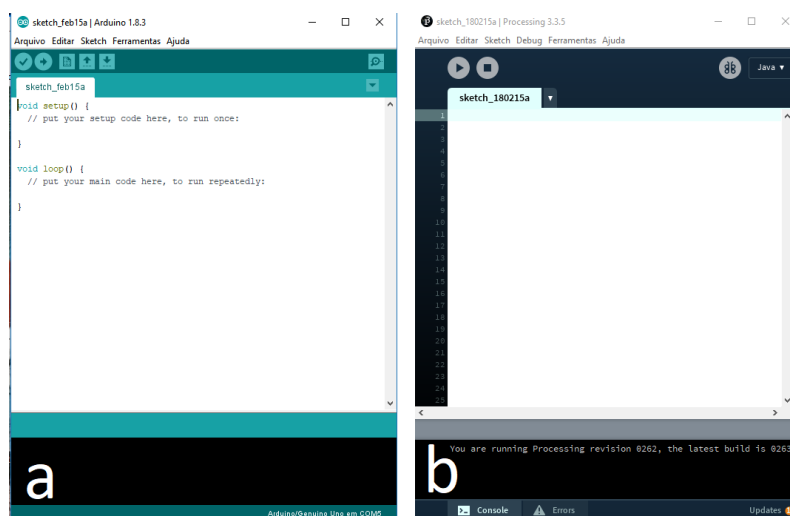 sketch_feb15a | Arduino 1.8.3
Arquivo Editar Sketch Ferramentas Ajuda
sketch_feb15a
void setup() {
// put your setup code here, to run once:
}
void loop() {
// put your main code here, to run repeatedly:
}
a
Arduino/Genuino Uno em COM5
sketch_180215a | Processing 3.3.5
Arquivo Editar Sketch Debug Ferramentas Ajuda
Java
sketch_180215a
1
2
3
4
5
6
7
8
9
10
11
12
13
14
15
16
17
18
19
20
21
22
23
24
25
You are running Processing revision 0262, the latest build is 0263
b
Console Errors Updates